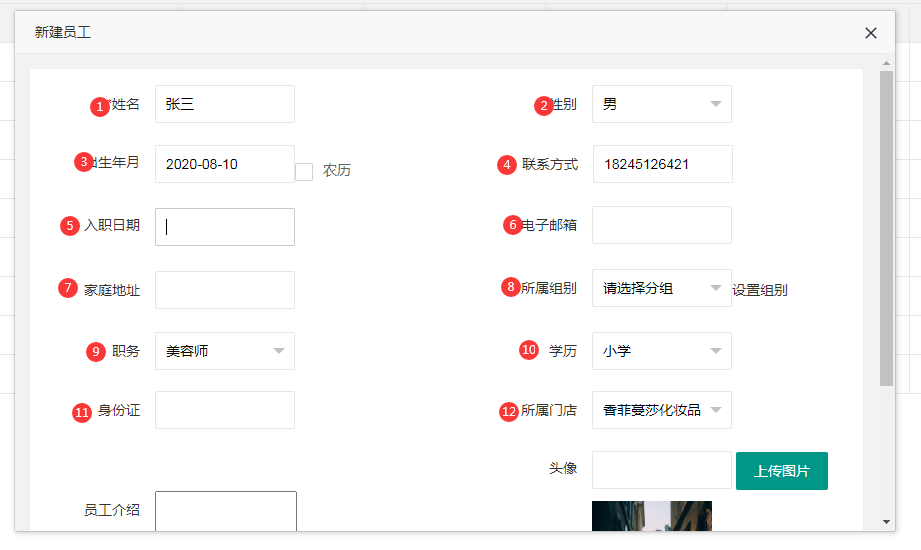 新建员工
1 *姓名 张三
2 性别 男
3 出生年月 2020-08-10 农历
4 联系方式 18245126421
5 入职日期
6 电子邮箱
7 家庭地址
8 所属组别 请选择分组 设置组别
9 职务 美容师
10 学历 小学
11 身份证
12 所属门店 香菲蔓莎化妆品
头像 上传图片
员工介绍